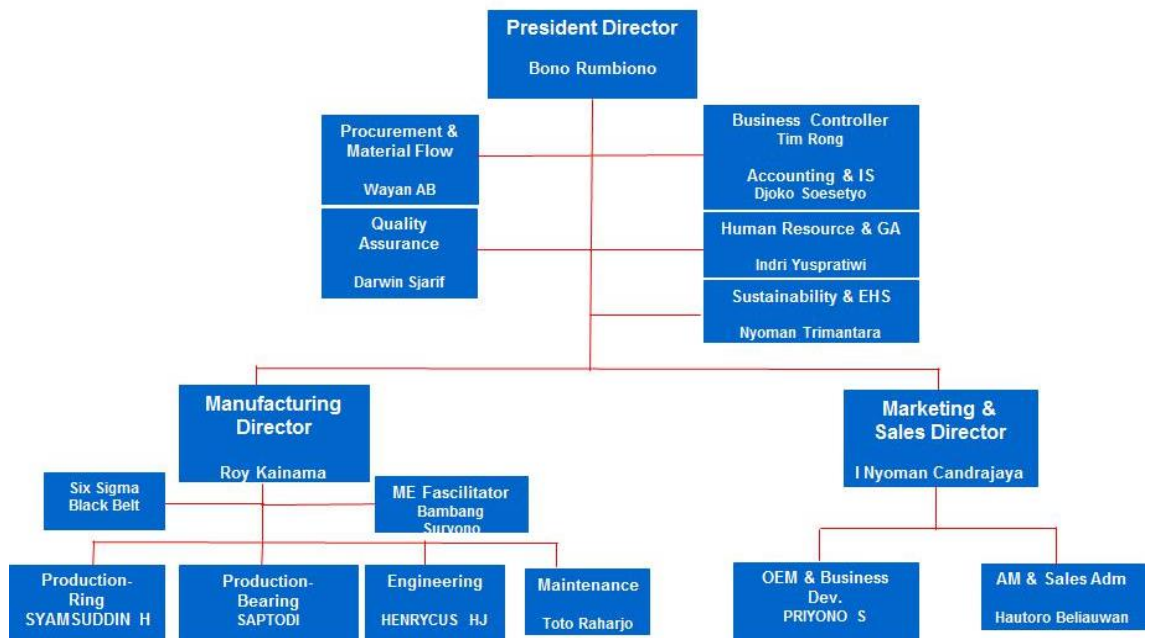 President Director
Bono Rumbiono
Procurement &
Material Flow
Wayan AB
Business Controller
Tim Rong
Accounting & IS
Djoko Soesetyo
Quality
Assurance
Darwin Sjarif
Human Resource & GA
Indri Yuspratiwi
Sustainability & EHS
Nyoman Trimantara
Manufacturing
Director
Roy Kainama
Marketing &
Sales Director
I Nyoman Candrajaya
Six Sigma
Black Belt
ME Fascilitator
Bambang
Suryono
Production-
Ring
SYAMSUDDIN H
Production-
Bearing
SAPTODI
Engineering
HENRYCUS HJ
Maintenance
Toto Raharjo
OEM & Business
Dev.
PRIYONO S
AM & Sales Adm
Hautoro Beliauwan